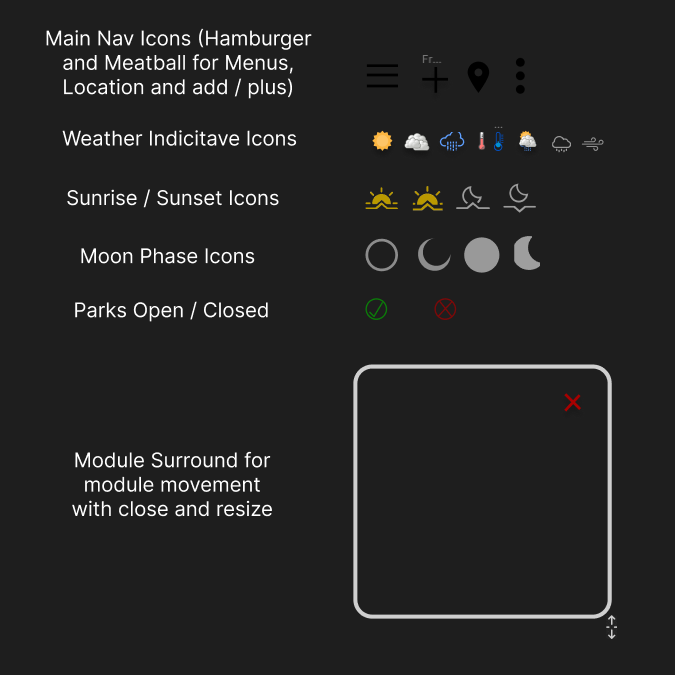 Main Nav Icons (Hamburger
and Meatball for Menus,
Location and add / plus)
Fr...
Weather Indicitave Icons
...
Sunrise / Sunset Icons
Moon Phase Icons
Parks Open / Closed
Module Surround for
module movement
with close and resize